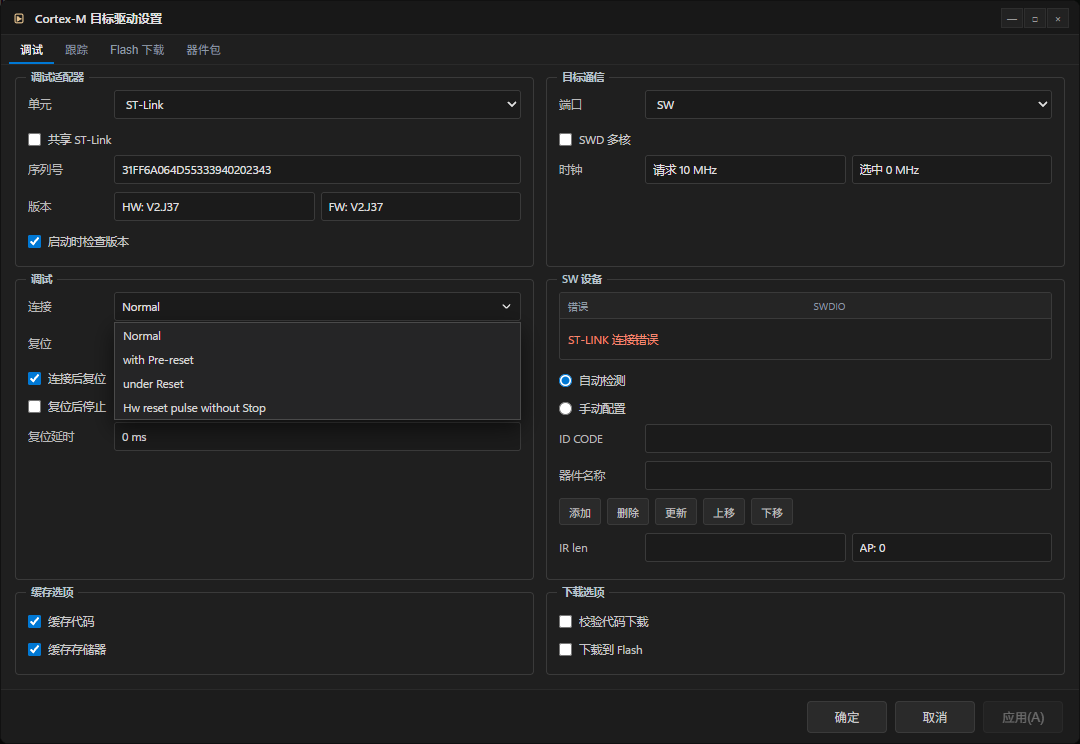 Cortex-M 目标驱动设置
调试 跟踪 Flash 下载 器件包
调试适配器
单元 ST-Link
共享 ST-Link
序列号 31FF6A064D55333940202343
版本 HW: V2.J37 FW: V2.J37
启动时检查版本
目标通信
端口 SW
SWD 多核
时钟 请求 10 MHz 选中 0 MHz
调试
连接 Normal
Normal
with Pre-reset
under Reset
Hw reset pulse without Stop
复位
连接后复位
复位后停止
复位延时 0 ms
SW 设备
错误 SWDIO
ST-LINK 连接错误
自动检测
手动配置
ID CODE
器件名称
添加 删除 更新 上移 下移
IR len AP: 0
缓存选项
缓存代码
缓存存储器
下载选项
校验代码下载
下载到 Flash
确定 取消 应用(A)